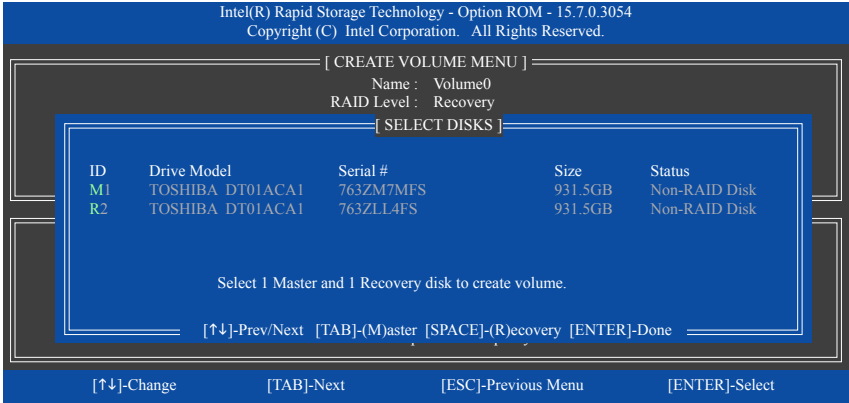 Intel(R) Rapid Storage Technology - Option ROM - 15.7.0.3054
Copyright (C) Intel Corporation. All Rights Reserved.
[ CREATE VOLUME MENU ]
Name : Volume0
RAID Level : Recovery
[ SELECT DISKS ]
ID Drive Model Serial # Size Status
M1 TOSHIBA DT01ACA1 763ZM7MFS 931.5GB Non-RAID Disk
R2 TOSHIBA DT01ACA1 763ZLL4FS 931.5GB Non-RAID Disk
Select 1 Master and 1 Recovery disk to create volume.
[↑↓]-Prev/Next [TAB]-(M)aster [SPACE]-(R)ecovery [ENTER]-Done
[↑↓]-Change [TAB]-Next [ESC]-Previous Menu [ENTER]-Select